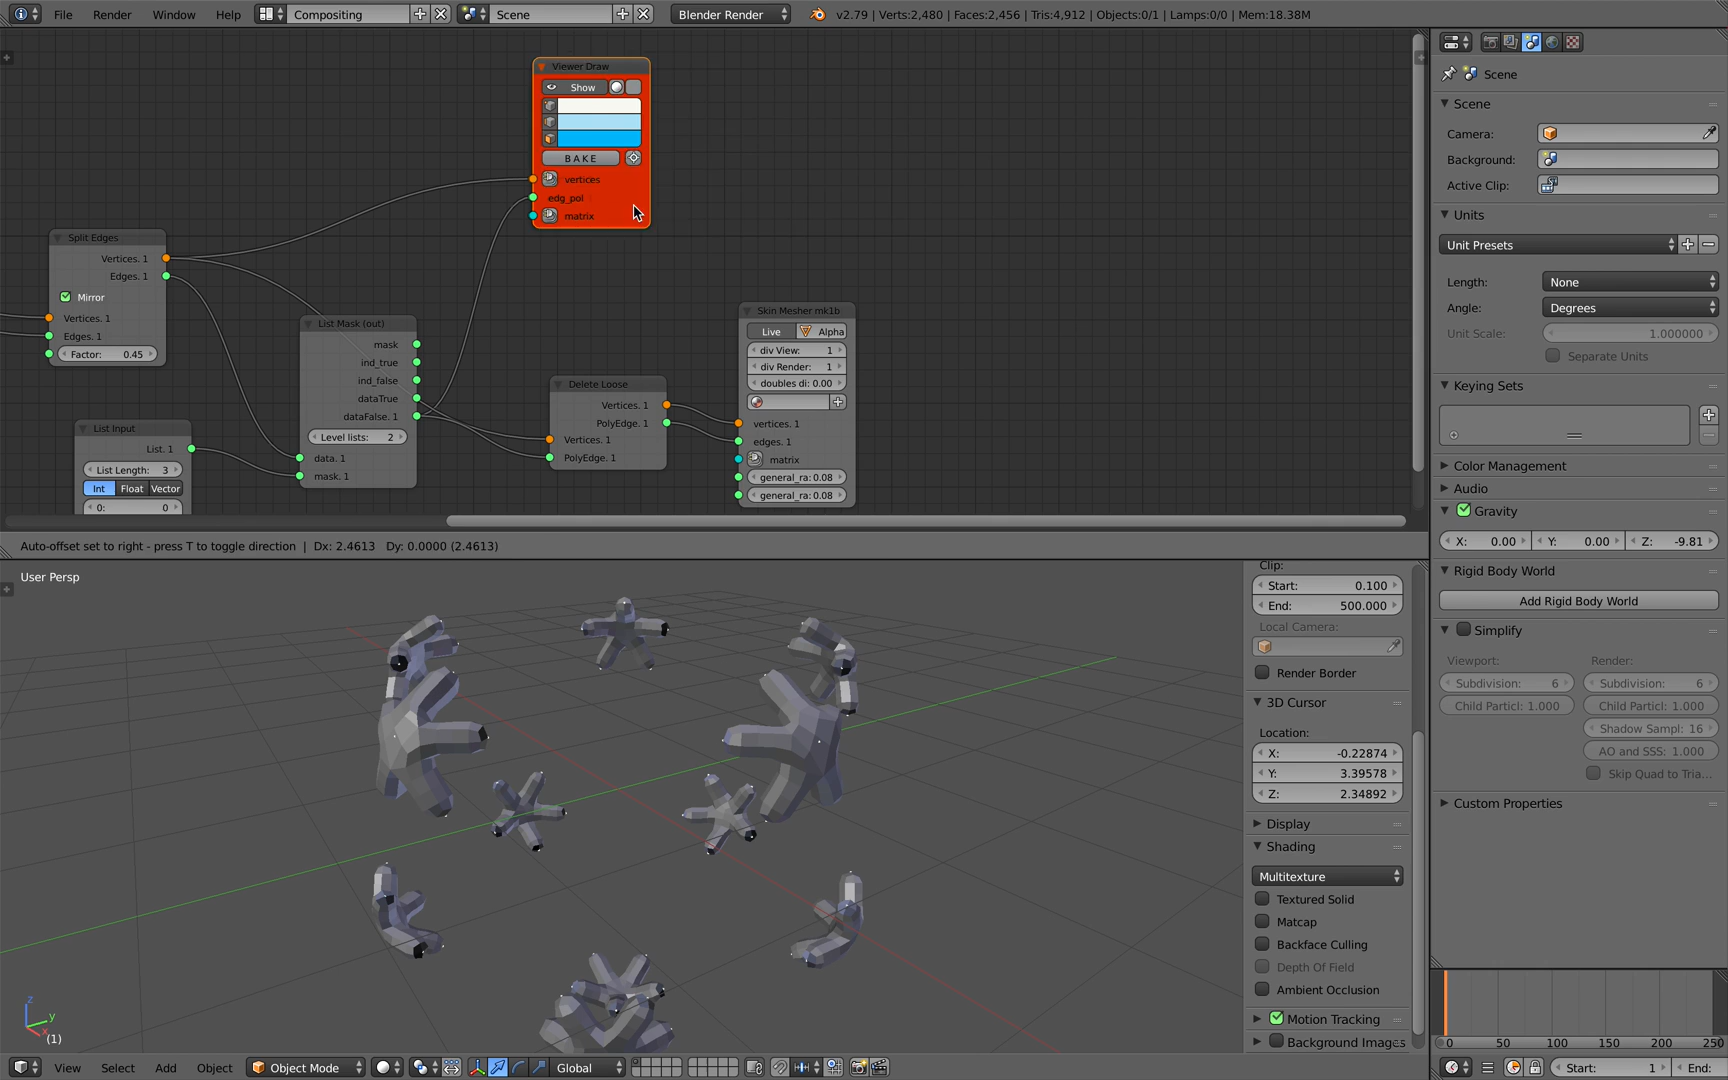 File Render Window Help Compositing Scene Blender Render v2.79 | Verts:2,480 | Faces:2,456 | Tris:4,912 | Objects:0/1 | Lamps:0/0 | Mem:18.38M
Viewer Draw
Show
BAKE
vertices
edg_pol
matrix
Split Edges
Vertices. 1
Edges. 1
Mirror
Vertices. 1
Edges. 1
Factor: 0.45
List Input
List. 1
List Length: 3
Int Float Vector
0: 0
List Mask (out)
mask
ind_true
ind_false
dataTrue
dataFalse. 1
Level lists: 2
data. 1
mask. 1
Delete Loose
Vertices. 1
PolyEdge. 1
Vertices. 1
PolyEdge. 1
Skin Mesher mk1b
Live Alpha
div View: 1
div Render: 1
doubles di: 0.00
vertices. 1
edges. 1
matrix
general_ra: 0.08
general_ra: 0.08
Auto-offset set to right - press T to toggle direction | Dx: 2.4613 Dy: 0.0000 (2.4613)
User Persp
z
y
x
(1)
Clip:
Start: 0.100
End: 500.000
Local Camera:
Render Border
3D Cursor
Location:
X: -0.22874
Y: 3.39578
Z: 2.34892
Display
Shading
Multitexture
Textured Solid
Matcap
Backface Culling
Depth Of Field
Ambient Occlusion
Motion Tracking
Background Images
View Select Add Object Object Mode Global
Scene
Scene
Camera:
Background:
Active Clip:
Units
Unit Presets
Length: None
Angle: Degrees
Unit Scale: 1.000000
Separate Units
Keying Sets
Color Management
Audio
Gravity
X: 0.00 Y: 0.00 Z: -9.81
Rigid Body World
Add Rigid Body World
Simplify
Viewport: Render:
Subdivision: 6 Subdivision: 6
Child Particl: 1.000 Child Particl: 1.000
Shadow Sampl: 16
AO and SSS: 1.000
Skip Quad to Tria...
Custom Properties
0 50 100 150 200 250
Start: 1 End: